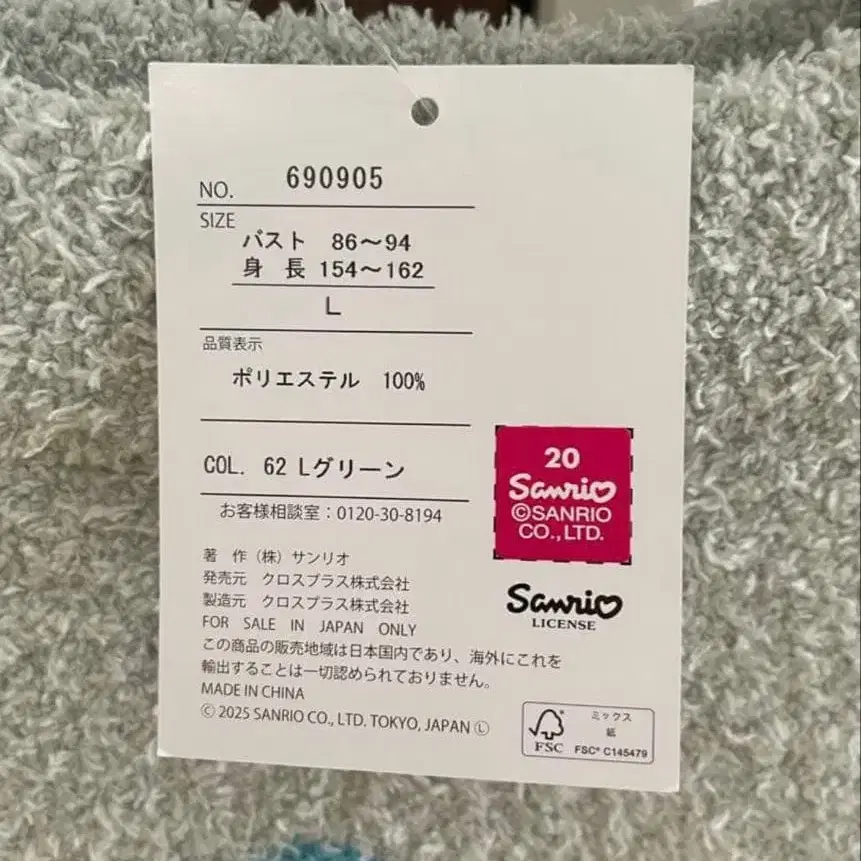 NO. 690905
SIZE
バスト 86～94
身 長 154～162
L
品質表示
ポリエステル 100%
COL. 62 Lグリーン
お客様相談室：0120-30-8194
著 作（株）サンリオ
発売元 クロスプラス株式会社
製造元 クロスプラス株式会社
FOR SALE IN JAPAN ONLY
この商品の販売地域は日本国内であり、海外にこれを
輸出することは一切認められておりません。
MADE IN CHINA
© 2025 SANRIO CO., LTD. TOKYO, JAPAN Ⓛ
20
Sanrio
©SANRIO
CO.,LTD.
Sanrio
LICENSE
ミックス
紙
FSC
FSC® C145479